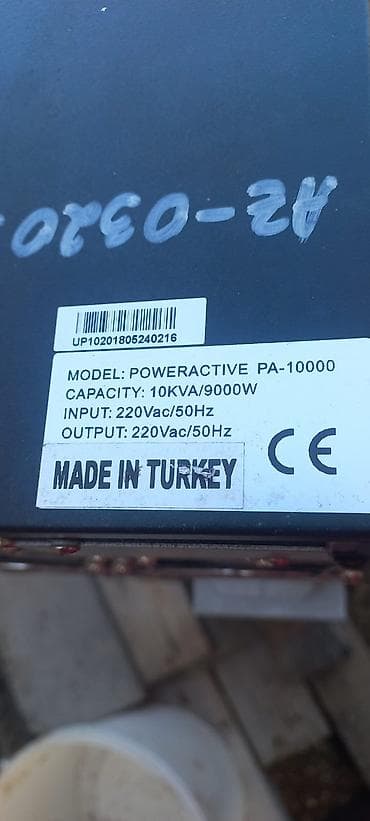 AZ-0320
UP10201805240216
MODEL: POWERACTIVE PA-10000
CAPACITY: 10KVA/9000W
INPUT: 220Vac/50Hz
OUTPUT: 220Vac/50Hz
CE
MADE IN TURKEY